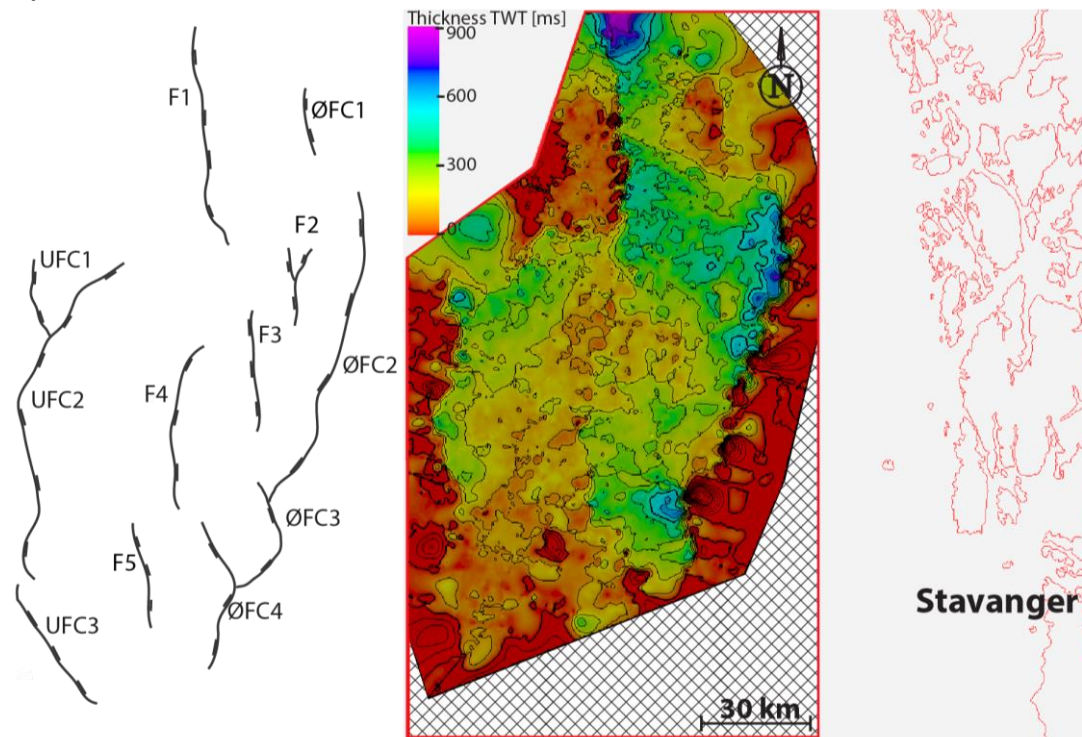 Thickness TWT [ms]
900
600
300
0
N
F1
ØFC1
F2
UFC1
F3
ØFC2
F4
UFC2
ØFC3
F5
ØFC4
UFC3
Stavanger
30 km